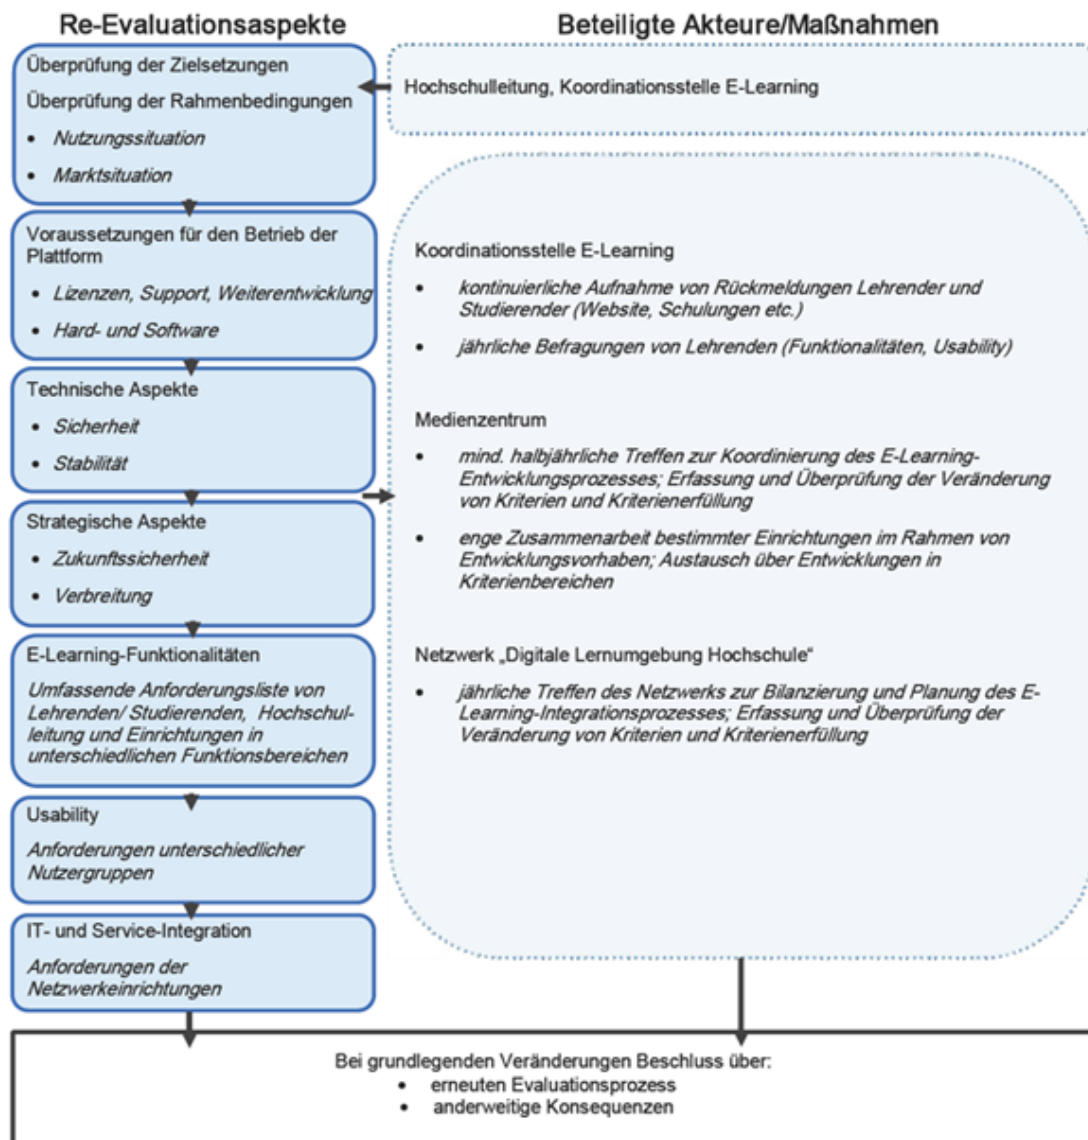 Re-Evaluationsaspekte
Überprüfung der Zielsetzungen
Überprüfung der Rahmenbedingungen
• Nutzungssituation
• Marktsituation
Voraussetzungen für den Betrieb der
Plattform
• Lizenzen, Support, Weiterentwicklung
• Hard- und Software
Technische Aspekte
• Sicherheit
• Stabilität
Strategische Aspekte
• Zukunftssicherheit
• Verbreitung
E-Learning-Funktionalitäten
Umfassende Anforderungsliste von
Lehrenden/ Studierenden, Hochschul-
leitung und Einrichtungen in
unterschiedlichen Funktionsbereichen
Usability
Anforderungen unterschiedlicher
Nutzergruppen
IT- und Service-Integration
Anforderungen der
Netzwerkeinrichtungen
Beteiligte Akteure/Maßnahmen
Hochschulleitung, Koordinationsstelle E-Learning
Koordinationsstelle E-Learning
• kontinuierliche Aufnahme von Rückmeldungen Lehrender und
Studierender (Website, Schulungen etc.)
• jährliche Befragungen von Lehrenden (Funktionalitäten, Usability)
Medienzentrum
• mind. halbjährliche Treffen zur Koordinierung des E-Learning-
Entwicklungsprozesses; Erfassung und Überprüfung der Veränderung
von Kriterien und Kriterienerfüllung
• enge Zusammenarbeit bestimmter Einrichtungen im Rahmen von
Entwicklungsvorhaben; Austausch über Entwicklungen in
Kriterienbereichen
Netzwerk „Digitale Lernumgebung Hochschule“
• jährliche Treffen des Netzwerks zur Bilanzierung und Planung des E-
Learning-Integrationsprozesses; Erfassung und Überprüfung der
Veränderung von Kriterien und Kriterienerfüllung
Bei grundlegenden Veränderungen Beschluss über:
• erneuten Evaluationsprozess
• anderweitige Konsequenzen